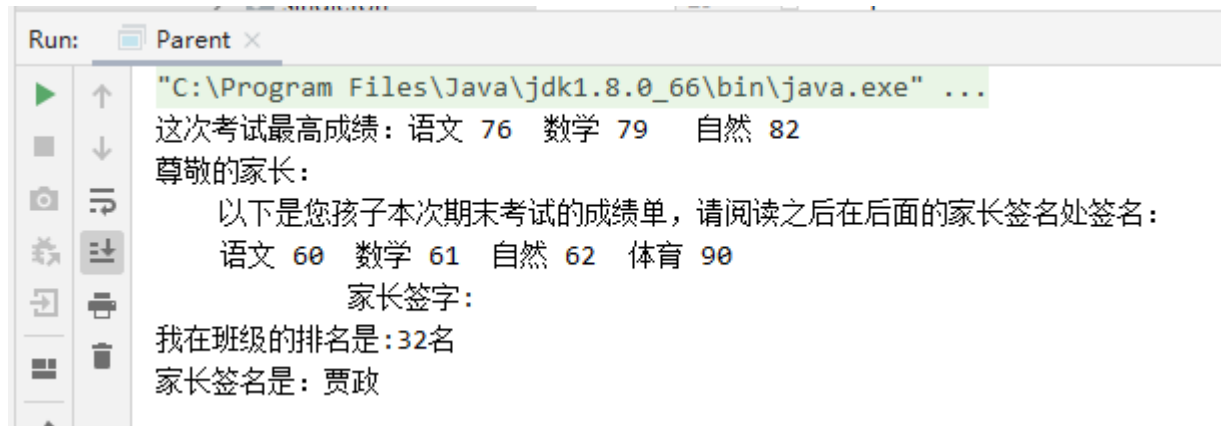 Run: Parent ×
"C:\Program Files\Java\jdk1.8.0_66\bin\java.exe" ...
这次考试最高成绩：语文 76  数学 79   自然 82
尊敬的家长：
    以下是您孩子本次期末考试的成绩单，请阅读之后在后面的家长签名处签名：
    语文 60  数学 61  自然 62  体育 90
            家长签字：
我在班级的排名是:32名
家长签名是：贾政